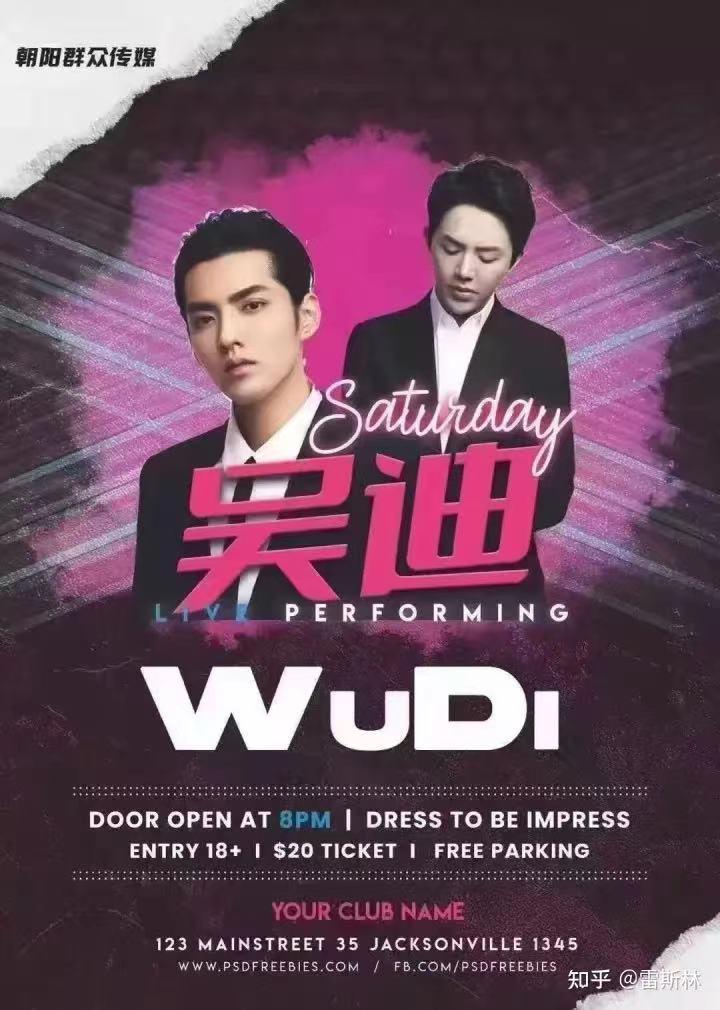 朝阳群众传媒
Saturday
吴迪
LIVE PERFORMING
WUDI
DOOR OPEN AT 8PM | DRESS TO BE IMPRESS
ENTRY 18+ | $20 TICKET | FREE PARKING
YOUR CLUB NAME
123 MAINSTREET 35 JACKSONVILLE 1345
WWW.PSDFREEBIES.COM / FB.COM/PSDFREEBIES
知乎 @雷斯林